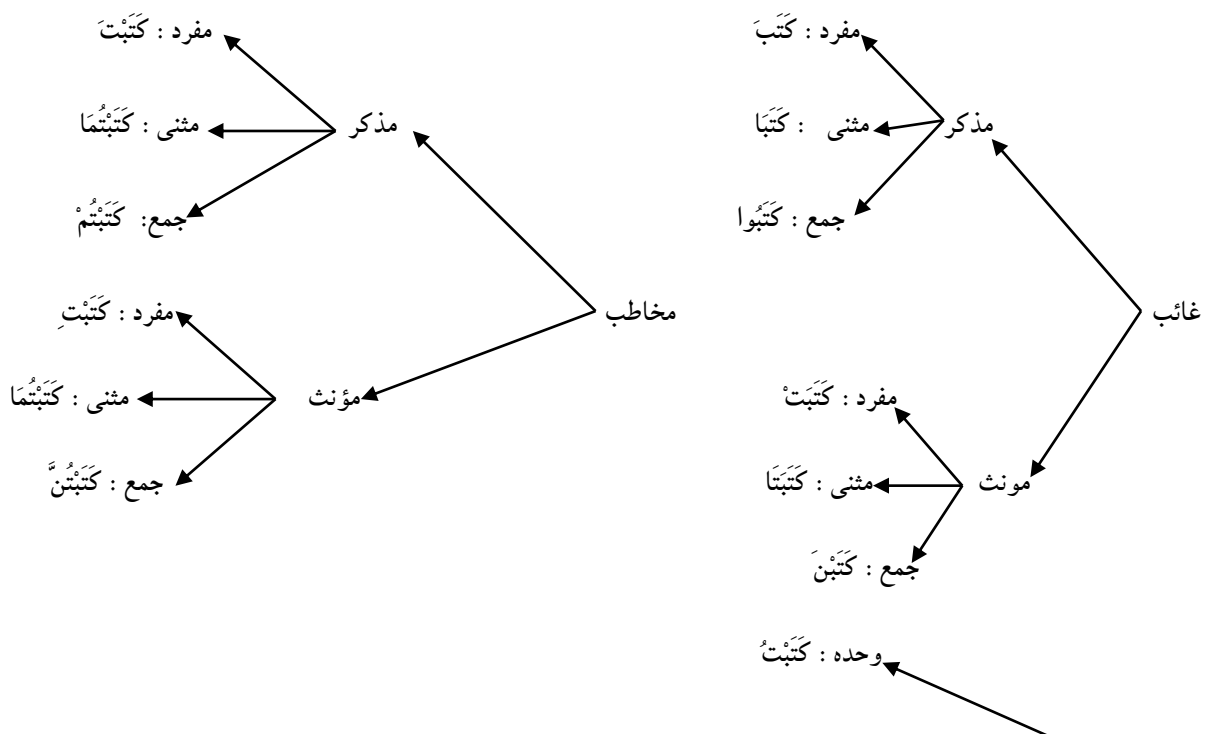 غائب
مذكر
مفرد : كَتَبَ
مثنى : كَتَبَا
جمع : كَتَبُوا
مونث
مفرد : كَتَبَتْ
مثنى : كَتَبَتَا
جمع : كَتَبْنَ
مخاطب
مذكر
مفرد : كَتَبْتَ
مثنى : كَتَبْتُمَا
جمع: كَتَبْتُمْ
مؤنث
مفرد : كَتَبْتِ
مثنى : كَتَبْتُمَا
جمع : كَتَبْتُنَّ
وحده : كَتَبْتُ